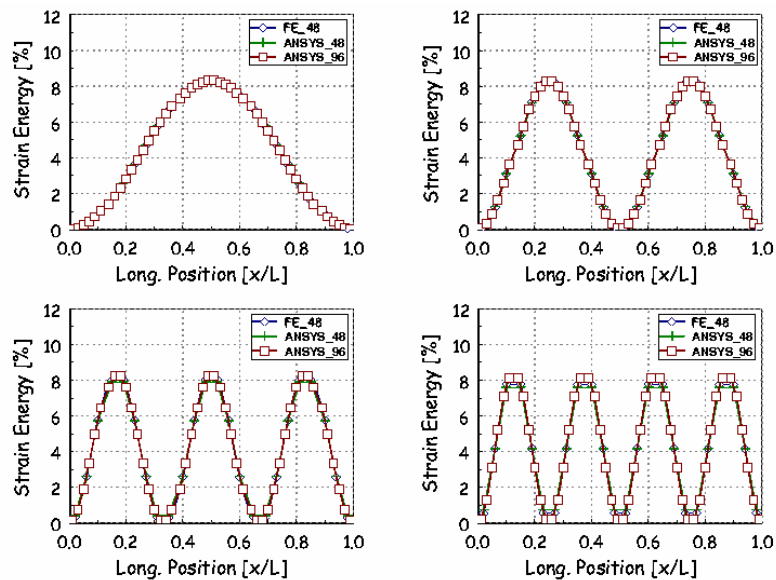 12
10
8
6
4
2
0
Strain Energy [%]
FE_48
ANSYS_48
ANSYS_96
0.0 0.2 0.4 0.6 0.8 1.0
Long. Position [x/L]
12
10
8
6
4
2
0
Strain Energy [%]
FE_48
ANSYS_48
ANSYS_96
0.0 0.2 0.4 0.6 0.8 1.0
Long. Position [x/L]
12
10
8
6
4
2
0
Strain Energy [%]
FE_48
ANSYS_48
ANSYS_96
0.0 0.2 0.4 0.6 0.8 1.0
Long. Position [x/L]
12
10
8
6
4
2
0
Strain Energy [%]
FE_48
ANSYS_48
ANSYS_96
0.0 0.2 0.4 0.6 0.8 1.0
Long. Position [x/L]